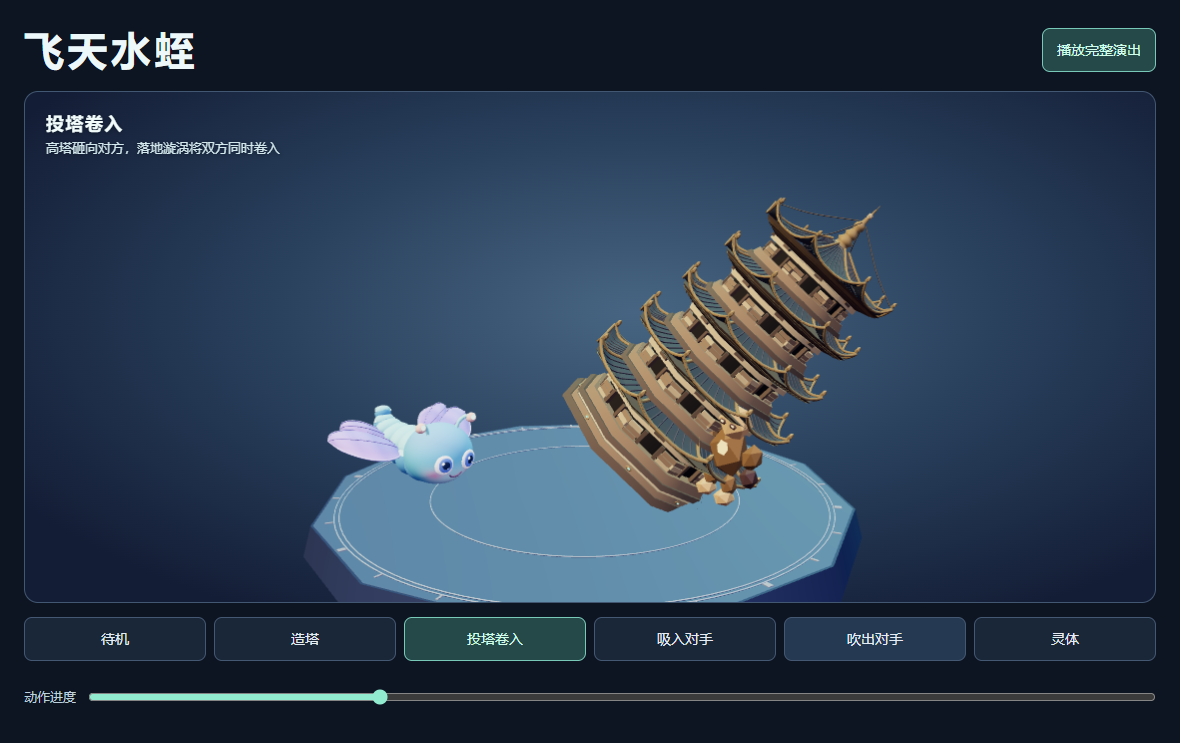 飞天水蛭
播放完整演出
投塔卷入
高塔砸向对方，落地漩涡将双方同时卷入
待机
造塔
投塔卷入
吸入对手
吹出对手
灵体
动作进度